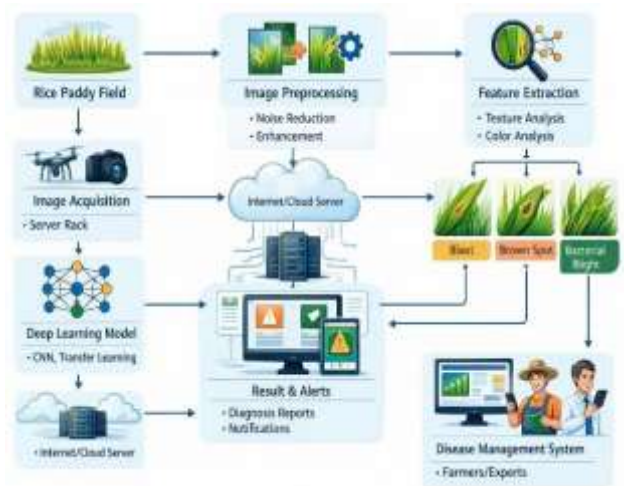 Rice Paddy Field
Image Preprocessing
• Noise Reduction
• Enhancement
Feature Extraction
• Texture Analysis
• Color Analysis
Image Acquisition
• Server Rack
Internet/Cloud Server
Blast
Brown Spot
Bacterial
Blight
Deep Learning Model
• CNN, Transfer Learning
Result & Alerts
• Diagnosis Reports
• Notifications
• Internet/Cloud Server
Disease Management System
• Farmers/Experts